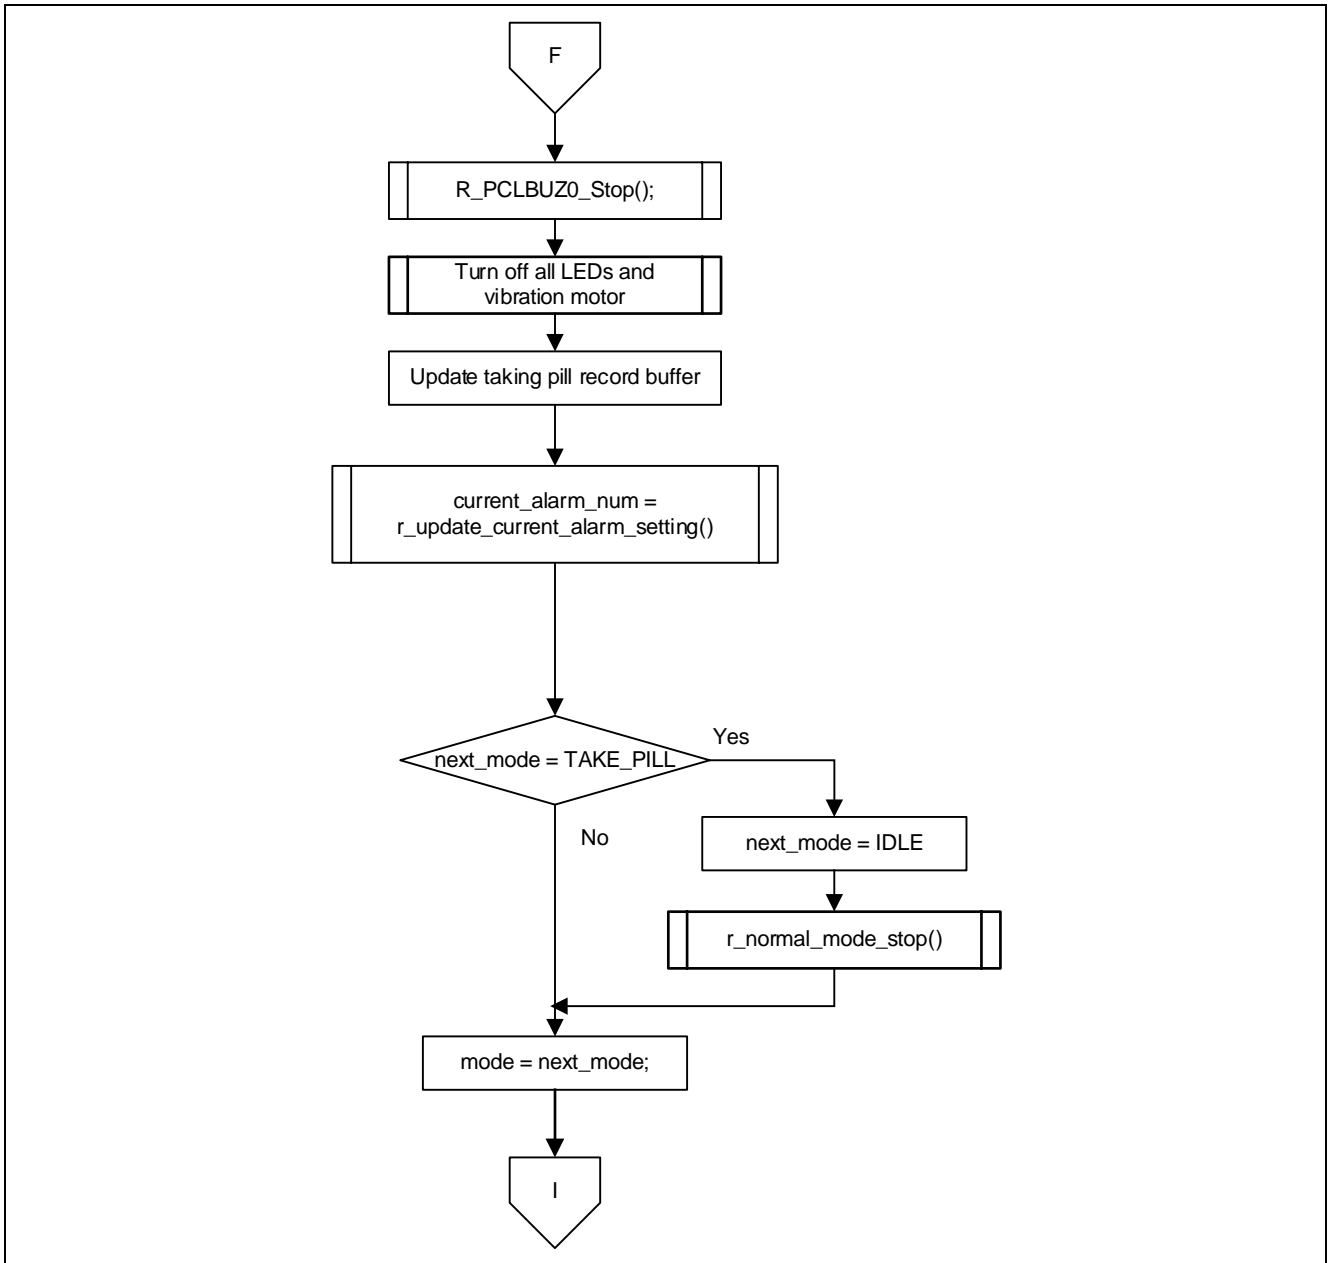 F
R_PCLBUZ0_Stop();
Turn off all LEDs and
vibration motor
Update taking pill record buffer
current_alarm_num =
r_update_current_alarm_setting()
next_mode = TAKE_PILL
Yes
No
next_mode = IDLE
r_normal_mode_stop()
mode = next_mode;
I